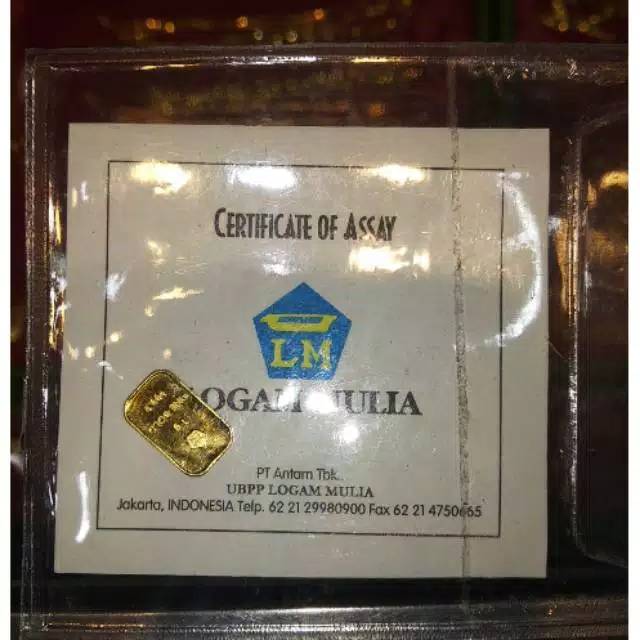 CERTIFICATE OF ASSAY
LM
LOGAM MULIA
PT Antam Tbk.
UBPP LOGAM MULIA
Jakarta, INDONESIA Telp. 62 21 29980900 Fax 62 21 4750665